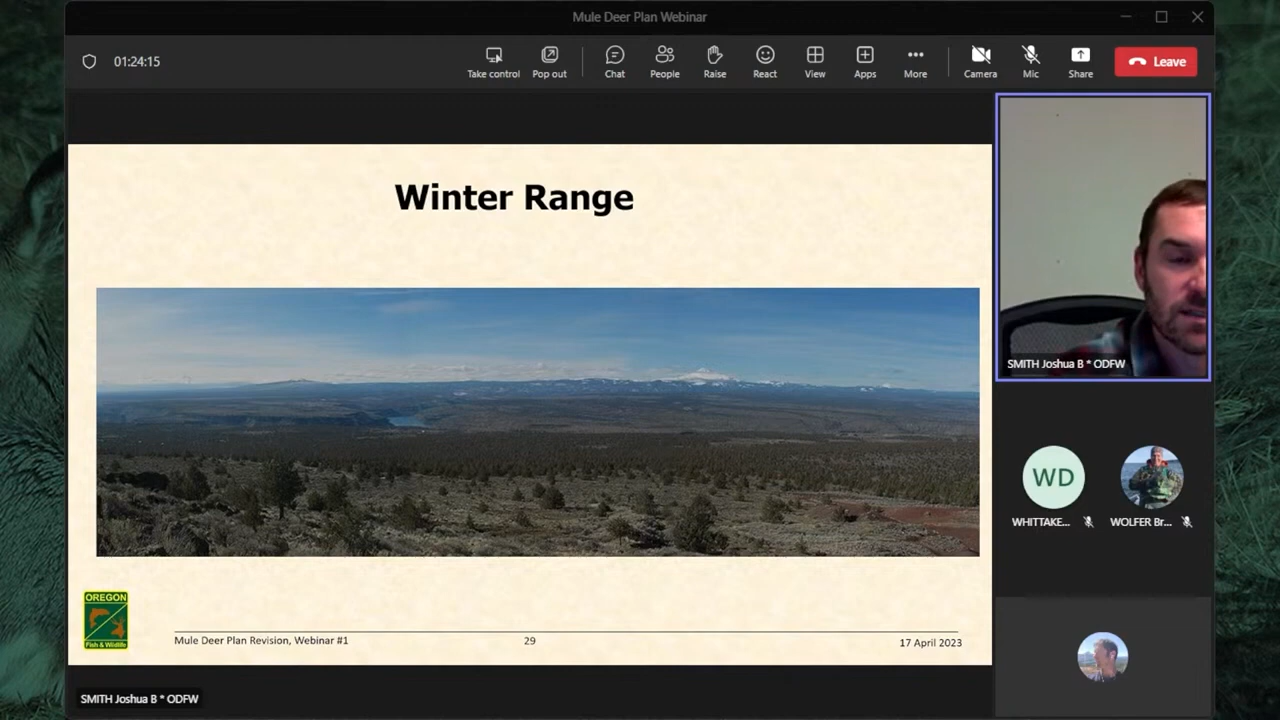 Mule Deer Plan Webinar
01:24:15
Take control
Pop out
Chat
People
Raise
React
View
Apps
More
Camera
Mic
Share
Leave
Winter Range
SMITH Joshua B * ODFW
WD
WHITTAKE...
WOLFER Br...
OREGON
Fish & Wildlife
Mule Deer Plan Revision, Webinar #1
29
17 April 2023
SMITH Joshua B * ODFW